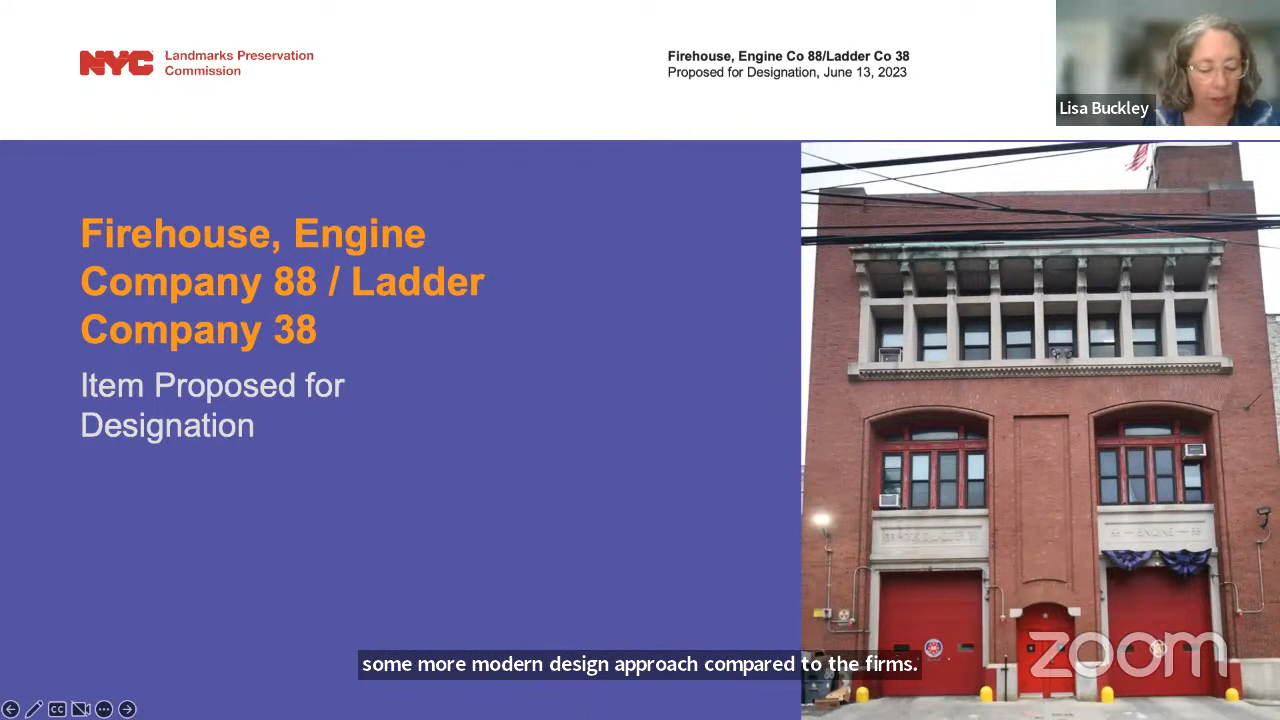 NYC
Landmarks Preservation
Commission
Firehouse, Engine Co 88/Ladder Co 38
Proposed for Designation, June 13, 2023
Lisa Buckley
Firehouse, Engine
Company 88 / Ladder
Company 38
Item Proposed for
Designation
ENGINE
some more modern design approach compared to the firms.
zoom
CC